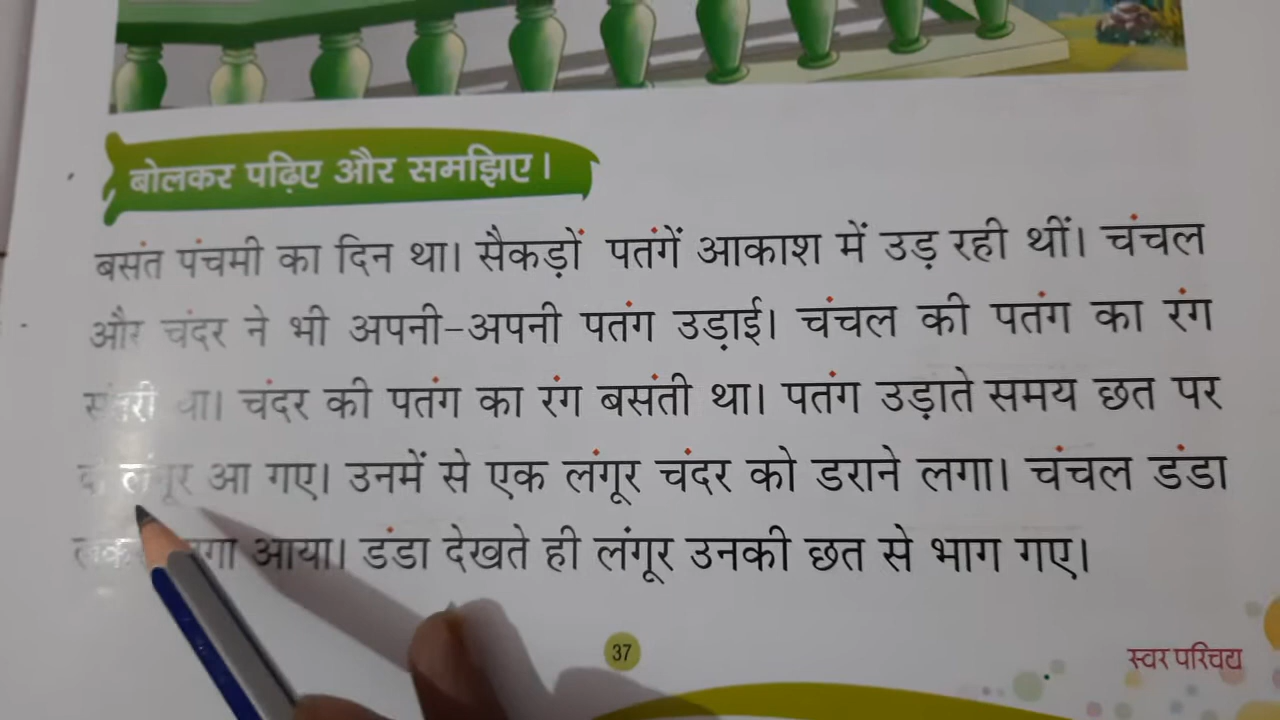 बोलकर पढ़िए और समझिए।
बसंत पंचमी का दिन था। सैकड़ों पतंगें आकाश में उड़ रही थीं। चंचल
और चंदर ने भी अपनी-अपनी पतंग उड़ाई। चंचल की पतंग का रंग
था। चंदर की पतंग का रंग बसंती था। पतंग उड़ाते समय छत पर
लंगूर आ गए। उनमें से एक लंगूर चंदर को डराने लगा। चंचल डंडा
आया। डंडा देखते ही लंगूर उनकी छत से भाग गए।
37
स्वर परिचय